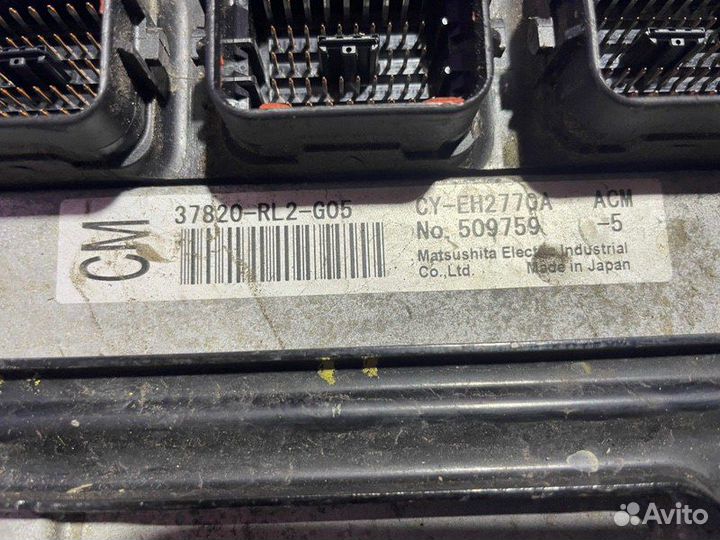 CM
37820-RL2-G05
CY-EH2770A ACM
No. 509759 -5
Matsushita Electric Industrial
Co.,Ltd. Made in Japan
Avito